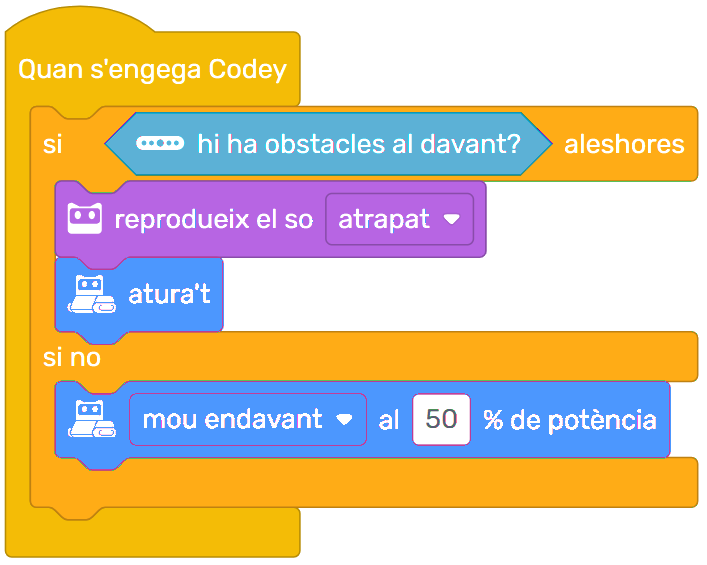 Quan s'engega Codey
si hi ha obstacles al davant? aleshores
reprodueix el so atrapat
atura't
si no
mou endavant al 50 % de potència